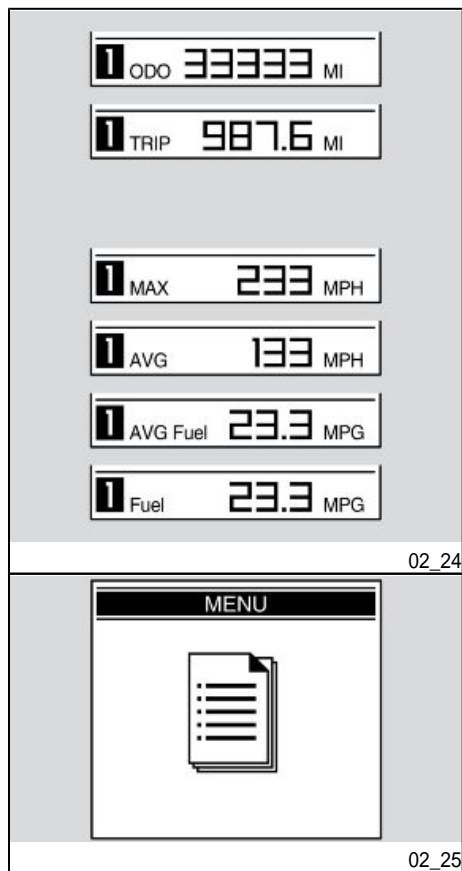 1 ODO 33333 MI
1 TRIP 987.6 MI
1 MAX 233 MPH
1 AVG 133 MPH
1 AVG Fuel 23.3 MPG
1 Fuel 23.3 MPG
02_24
MENU
02_25